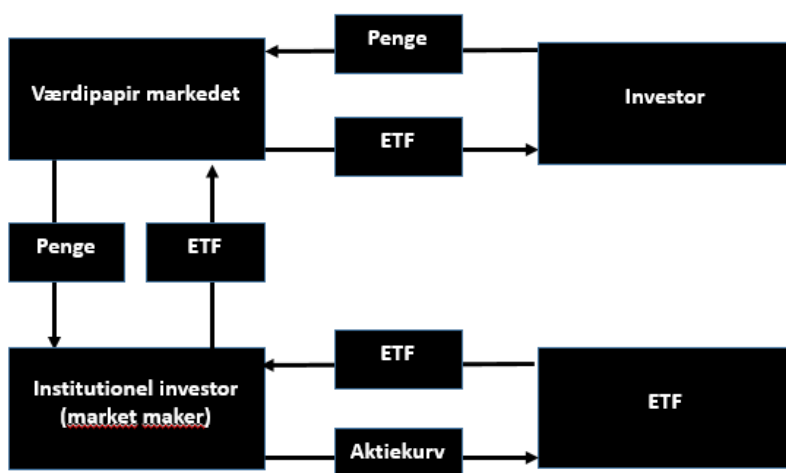 Penge
Værdipapir markedet
Investor
ETF
Penge
ETF
ETF
Institutionel investor
(market maker)
ETF
Aktiekurv